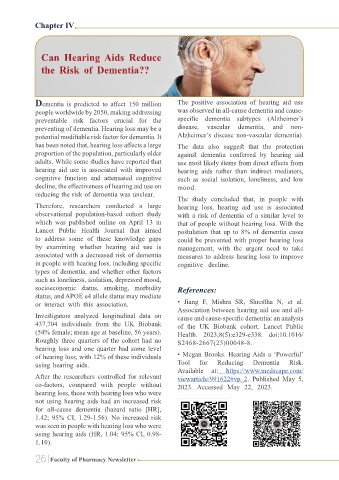 Chapter IV
Can Hearing Aids Reduce
the Risk of Dementia??
Dementia is predicted to affect 150 million
people worldwide by 2050, making addressing
preventable risk factors crucial for the
preventing of dementia. Hearing loss may be a
potential modifiable risk factor for dementia. It
has been noted that, hearing loss affects a large
proportion of the population, particularly older
adults. While some studies have reported that
hearing aid use is associated with improved
cognitive function and attenuated cognitive
decline, the effectiveness of hearing aid use on
reducing the risk of dementia was unclear.
Therefore, researchers conducted a large
observational population-based cohort study
which was published online on April 13 in
Lancet Public Health Journal that aimed
to address some of these knowledge gaps
by examining whether hearing aid use is
associated with a decreased risk of dementia
in people with hearing loss, including specific
types of dementia, and whether other factors
such as loneliness, isolation, depressed mood,
socioeconomic status, smoking, morbidity
status, and APOE e4 allele status may mediate
or interact with this association.
Investigators analyzed longitudinal data on
437,704 individuals from the UK Biobank
(54% female; mean age at baseline, 56 years).
Roughly three quarters of the cohort had no
hearing loss and one quarter had some level
of hearing loss, with 12% of these individuals
using hearing aids.
After the researchers controlled for relevant
co-factors, compared with people without
hearing loss, those with hearing loss who were
not using hearing aids had an increased risk
for all-cause dementia (hazard ratio [HR],
1.42; 95% CI, 1.29-1.56). No increased risk
was seen in people with hearing loss who were
using hearing aids (HR, 1.04; 95% CI, 0.98-
1.10).
The positive association of hearing aid use
was observed in all-cause dementia and cause-
specific dementia subtypes (Alzheimer's
disease, vascular dementia, and non-
Alzheimer's disease non-vascular dementia).
The data also suggest that the protection
against dementia conferred by hearing aid
use most likely stems from direct effects from
hearing aids rather than indirect mediators,
such as social isolation, loneliness, and low
mood.
The study concluded that, in people with
hearing loss, hearing aid use is associated
with a risk of dementia of a similar level to
that of people without hearing loss. With the
postulation that up to 8% of dementia cases
could be prevented with proper hearing loss
management, with the urgent need to take
measures to address hearing loss to improve
cognitive decline.
References:
• Jiang F, Mishra SR, Shrestha N, et al.
Association between hearing aid use and all-
cause and cause-specific dementia: an analysis
of the UK Biobank cohort. Lancet Public
Health. 2023;8(5):e329-e338. doi:10.1016/
S2468-2667(23)00048-8.
• Megan Brooks. Hearing Aids a ‘Powerful’
Tool for Reducing Dementia Risk.
Available at: https://www.medscape.com/
viewarticle/991622#vp_2. Published May 5,
2023. Accessed May 22, 2023.
26 Faculty of Pharmacy Newsletter